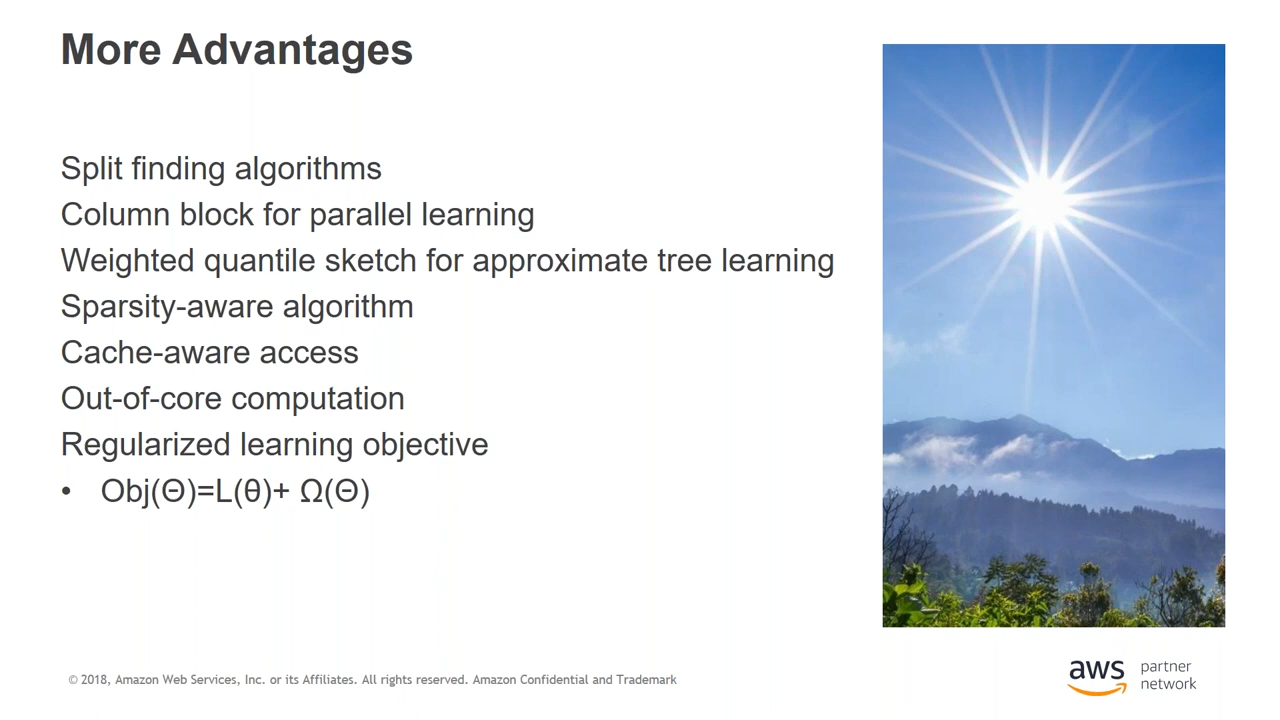 More Advantages
Split finding algorithms
Column block for parallel learning
Weighted quantile sketch for approximate tree learning
Sparsity-aware algorithm
Cache-aware access
Out-of-core computation
Regularized learning objective
• Obj(Θ)=L(θ)+ Ω(Θ)
© 2018, Amazon Web Services, Inc. or its Affiliates. All rights reserved. Amazon Confidential and Trademark
aws
partner
network